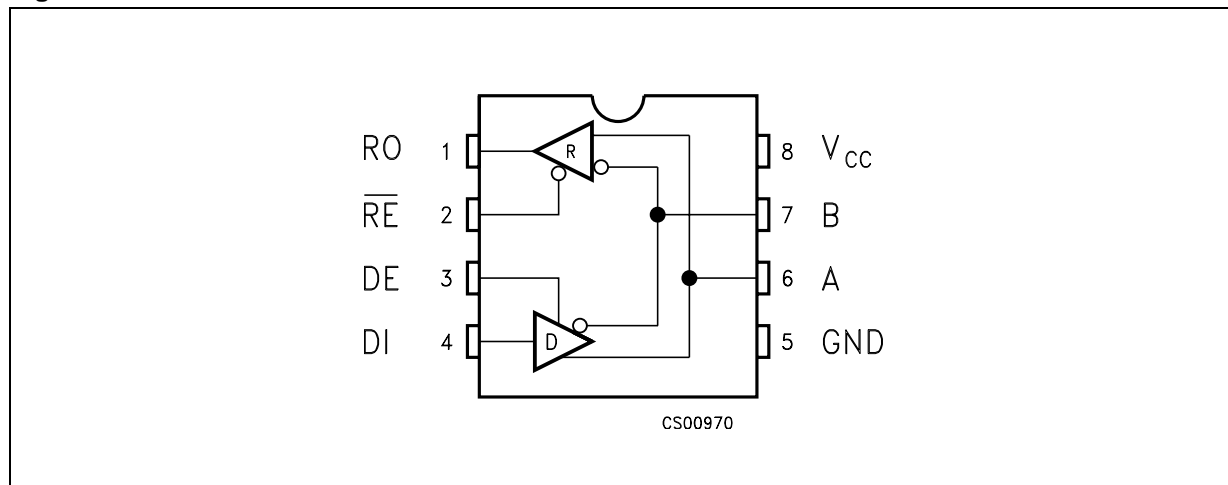 RO 1 R 8 VCC
RE 2 7 B
DE 3 6 A
DI 4 D 5 GND
CS00970